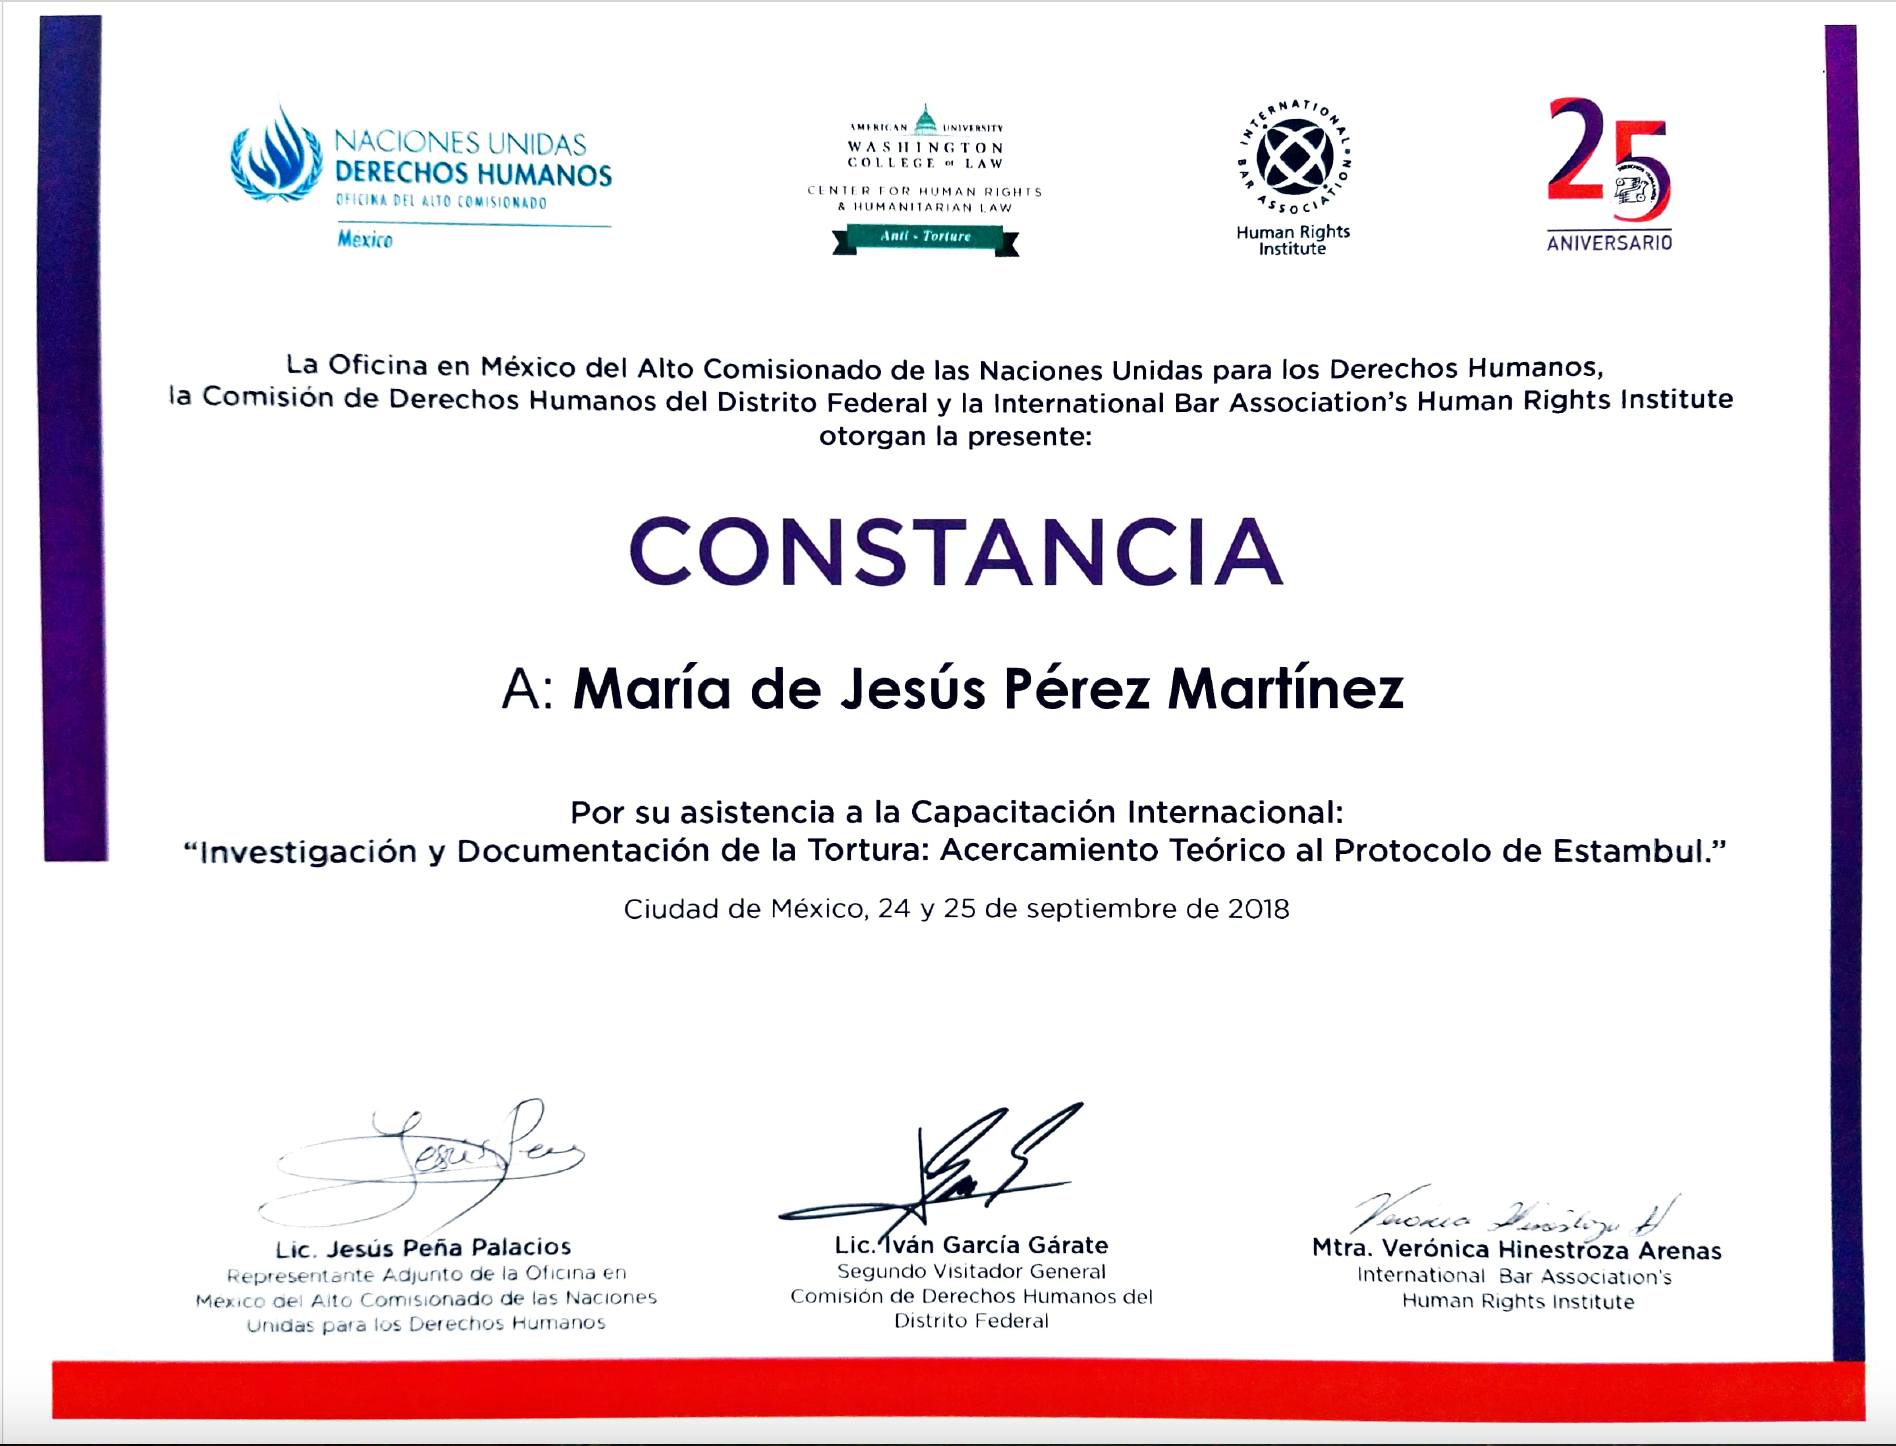 NACIONES UNIDAS
DERECHOS HUMANOS
OFICINA DEL ALTO COMISIONADO
México
AMERICAN UNIVERSITY
WASHINGTON
COLLEGE OF LAW
CENTER FOR HUMAN RIGHTS
& HUMANITARIAN LAW
Anti - Torture
INTERNATIONAL BAR ASSOCIATION
Human Rights
Institute
25
ANIVERSARIO
La Oficina en México del Alto Comisionado de las Naciones Unidas para los Derechos Humanos,
la Comisión de Derechos Humanos del Distrito Federal y la International Bar Association’s Human Rights Institute
otorgan la presente:
CONSTANCIA
A: María de Jesús Pérez Martínez
Por su asistencia a la Capacitación Internacional:
“Investigación y Documentación de la Tortura: Acercamiento Teórico al Protocolo de Estambul.”
Ciudad de México, 24 y 25 de septiembre de 2018
Lic. Jesús Peña Palacios
Representante Adjunto de la Oficina en
México del Alto Comisionado de las Naciones
Unidas para los Derechos Humanos
Lic. Iván García Gárate
Segundo Visitador General
Comisión de Derechos Humanos del
Distrito Federal
Mtra. Verónica Hinestroza Arenas
International Bar Association's
Human Rights Institute